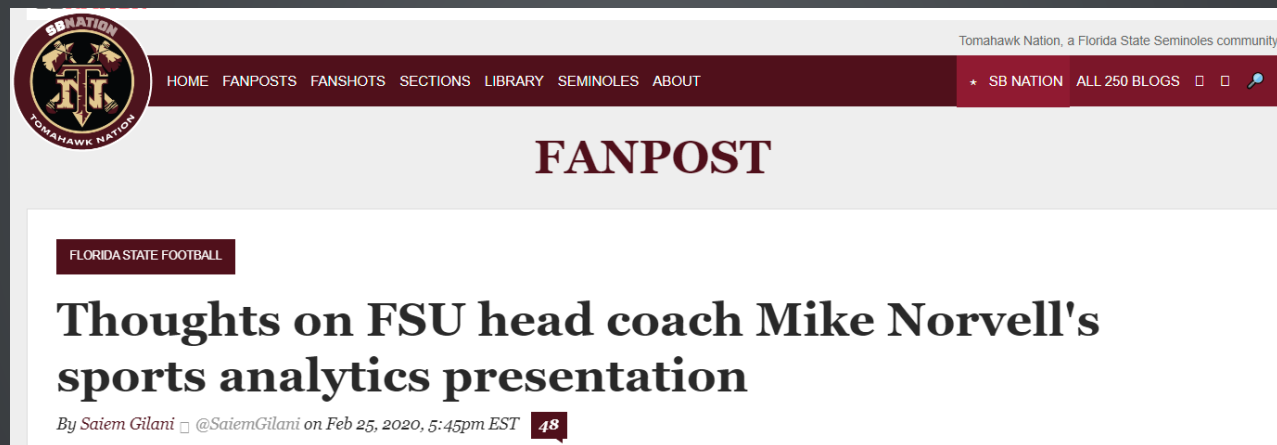 SBNATION
TN
TOMAHAWK NATION
Tomahawk Nation, a Florida State Seminoles community
HOME FANPOSTS FANSHOTS SECTIONS LIBRARY SEMINOLES ABOUT
SB NATION ALL 250 BLOGS
FANPOST
FLORIDA STATE FOOTBALL
Thoughts on FSU head coach Mike Norvell's
sports analytics presentation
By Saiem Gilani @SaiemGilani on Feb 25, 2020, 5:45pm EST 48